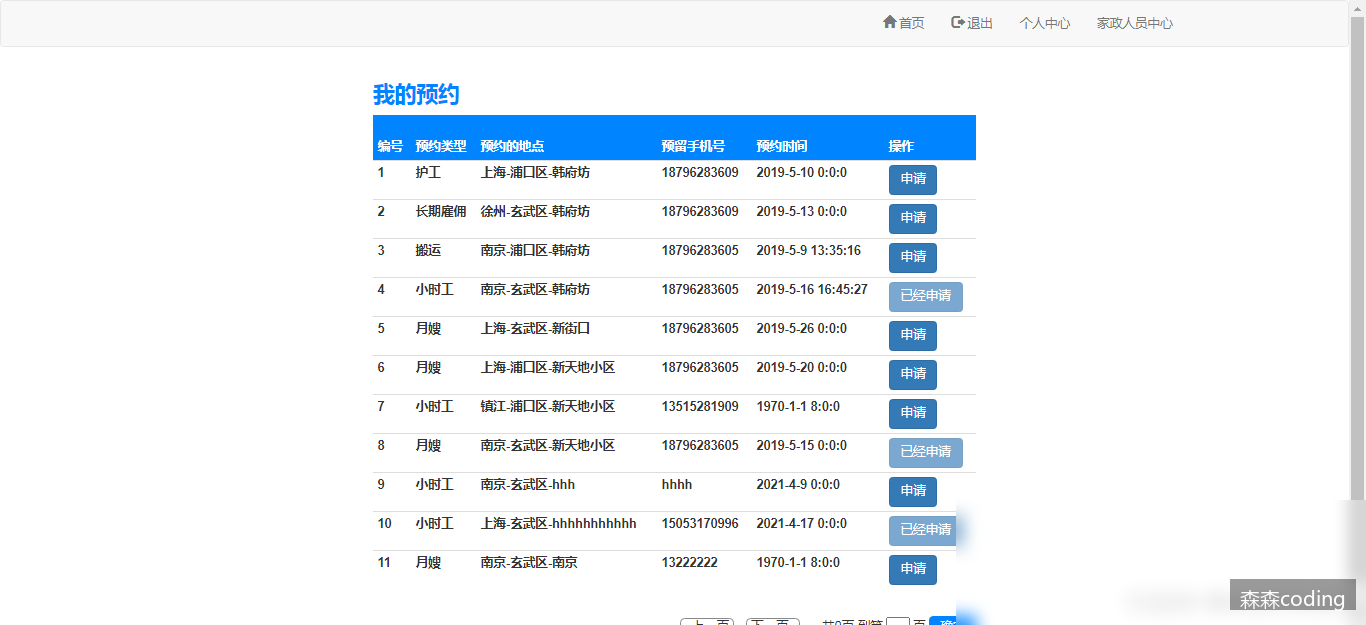 首页 退出 个人中心 家政人员中心
我的预约
编号 预约类型 预约的地点 预留手机号 预约时间 操作
1 护工 上海-浦口区-韩府坊 18796283609 2019-5-10 0:0:0 申请
2 长期雇佣 徐州-玄武区-韩府坊 18796283609 2019-5-13 0:0:0 申请
3 搬运 南京-浦口区-韩府坊 18796283605 2019-5-9 13:35:16 申请
4 小时工 南京-玄武区-韩府坊 18796283605 2019-5-16 16:45:27 已经申请
5 月嫂 上海-玄武区-新街口 18796283605 2019-5-26 0:0:0 申请
6 月嫂 上海-浦口区-新天地小区 18796283605 2019-5-20 0:0:0 申请
7 小时工 镇江-浦口区-新天地小区 13515281909 1970-1-1 8:0:0 申请
8 月嫂 南京-玄武区-新天地小区 18796283605 2019-5-15 0:0:0 已经申请
9 小时工 南京-玄武区-hhh hhhh 2021-4-9 0:0:0 申请
10 小时工 上海-玄武区-hhhhhhhhhhh 15053170996 2021-4-17 0:0:0 已经申请
11 月嫂 南京-玄武区-南京 13222222 1970-1-1 8:0:0 申请
森森coding